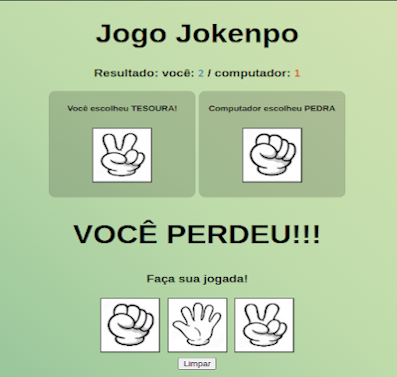 Jogo Jokenpo
Resultado: você: 2 / computador: 1
Você escolheu TESOURA!
Computador escolheu PEDRA
VOCÊ PERDEU!!!
Faça sua jogada!
Limpar